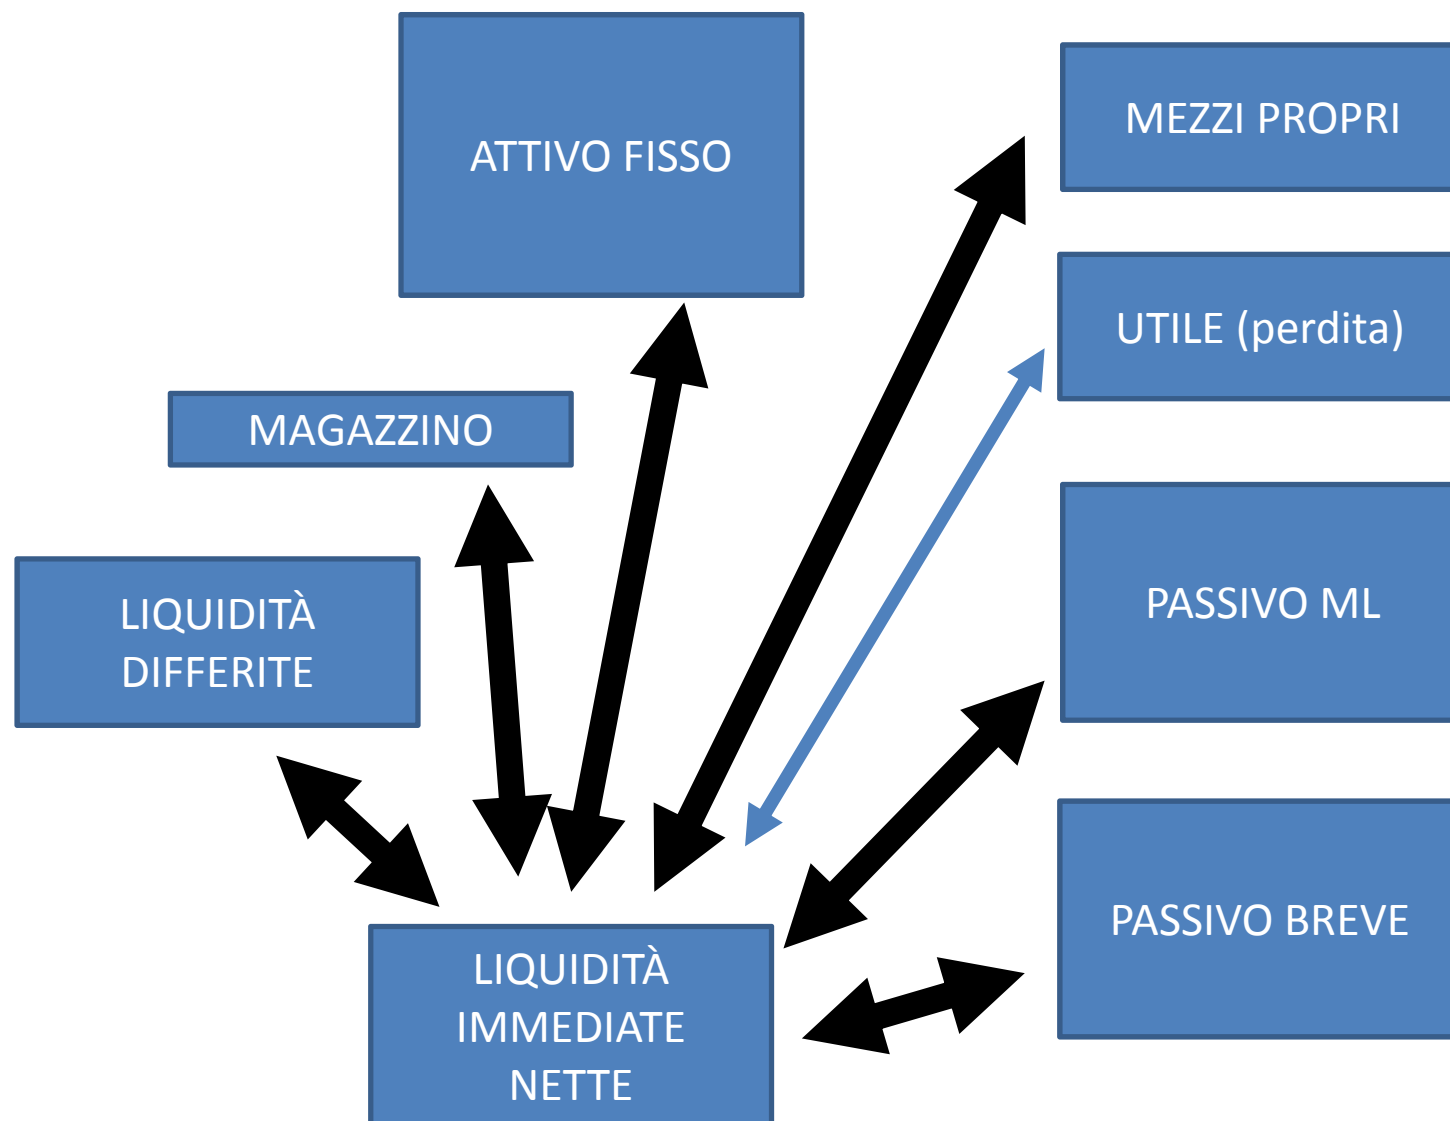 ATTIVO FISSO
MEZZI PROPRI
UTILE (perdita)
MAGAZZINO
LIQUIDITÀ
DIFFERITE
PASSIVO ML
PASSIVO BREVE
LIQUIDITÀ
IMMEDIATE
NETTE